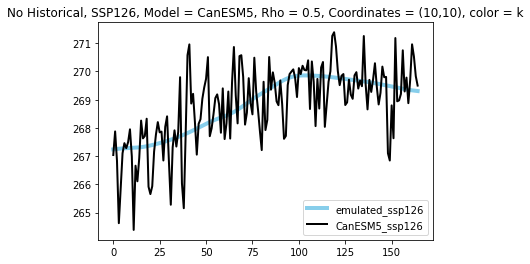 No Historical, SSP126, Model = CanESM5, Rho = 0.5, Coordinates = (10,10), color = k
271
270
269
268
267
266
265
emulated_ssp126
CanESM5_ssp126
0 25 50 75 100 125 150